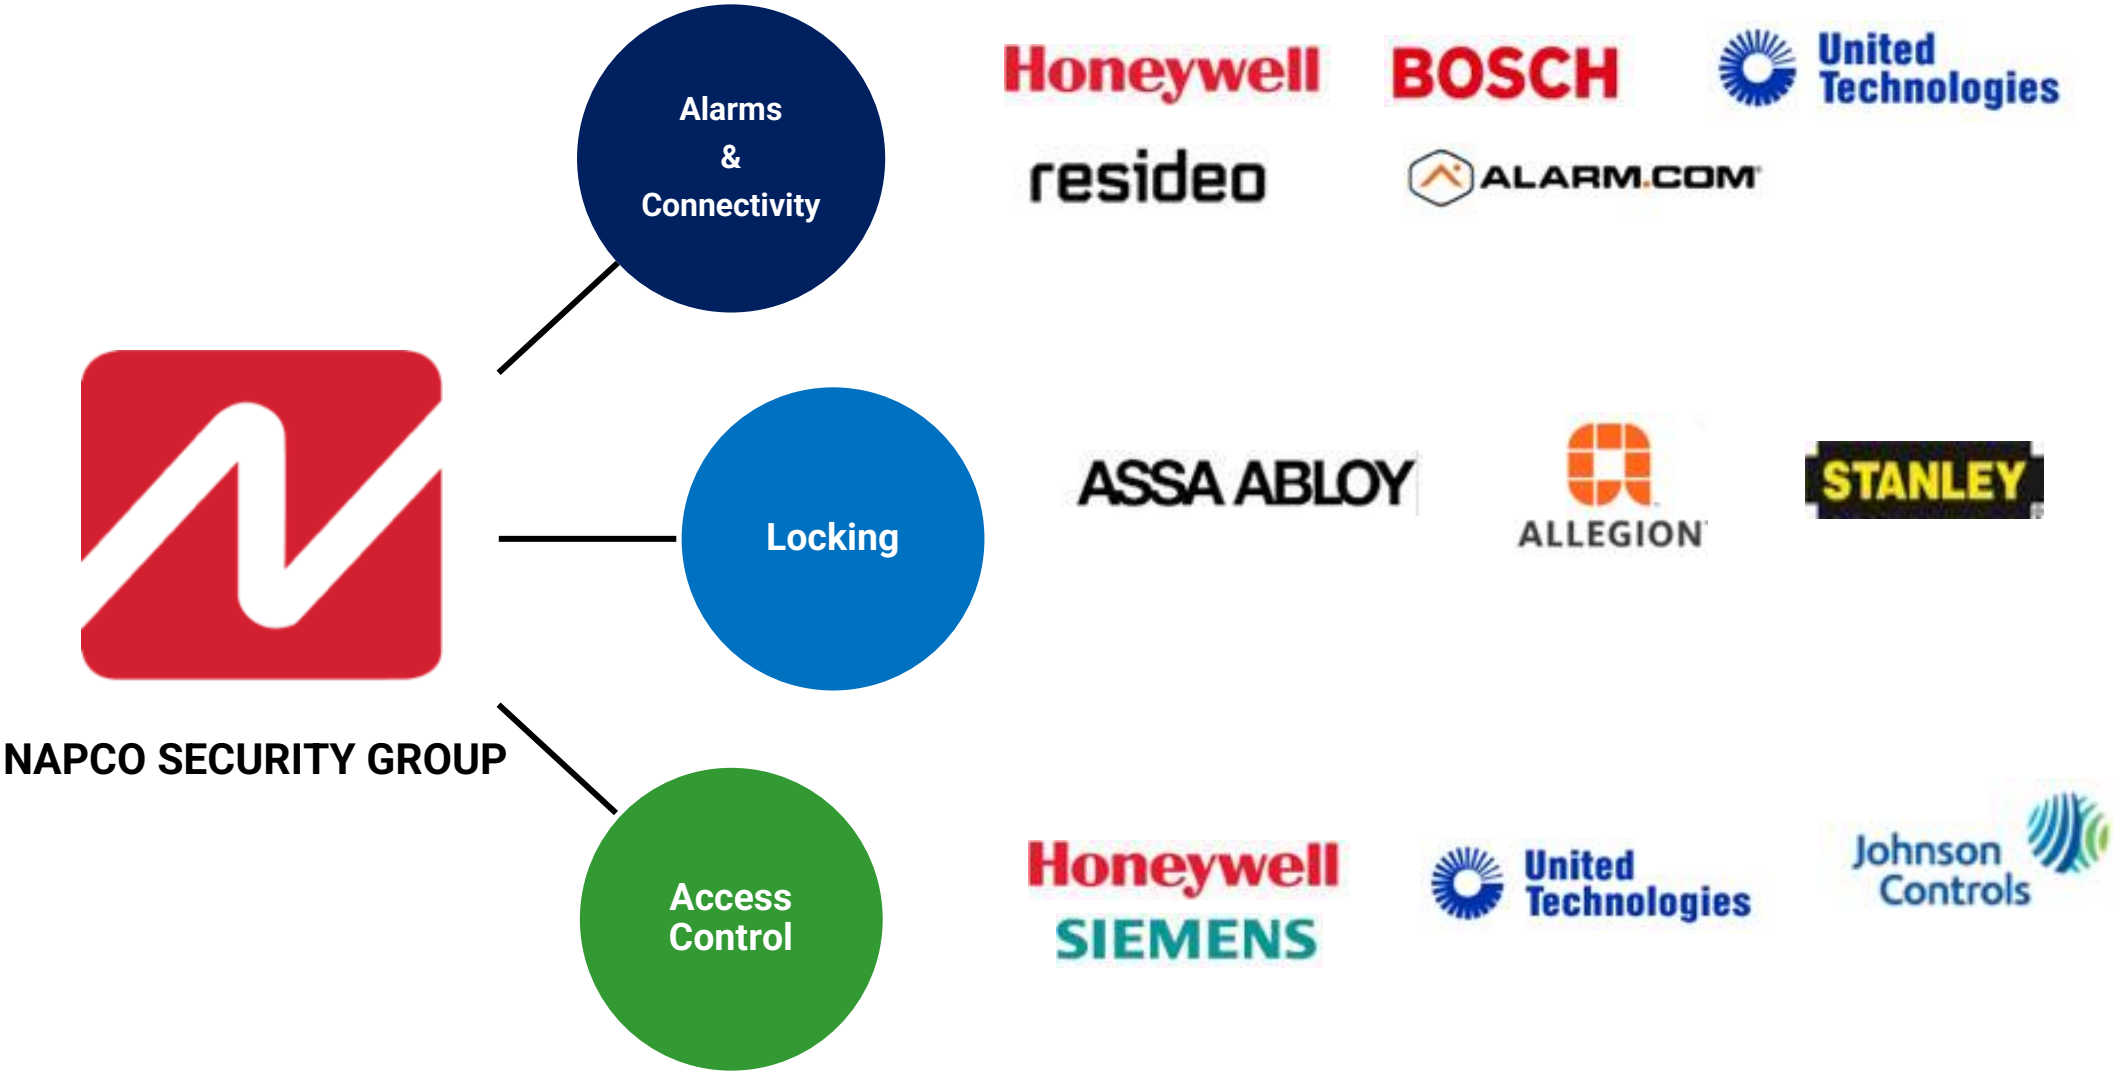 Alarms
&
Connectivity
Honeywell
BOSCH
United
Technologies
resideo
ALARM.COM
NAPCO SECURITY GROUP
Locking
ASSA ABLOY
ALLEGION
STANLEY
Access
Control
Honeywell
SIEMENS
United
Technologies
Johnson
Controls